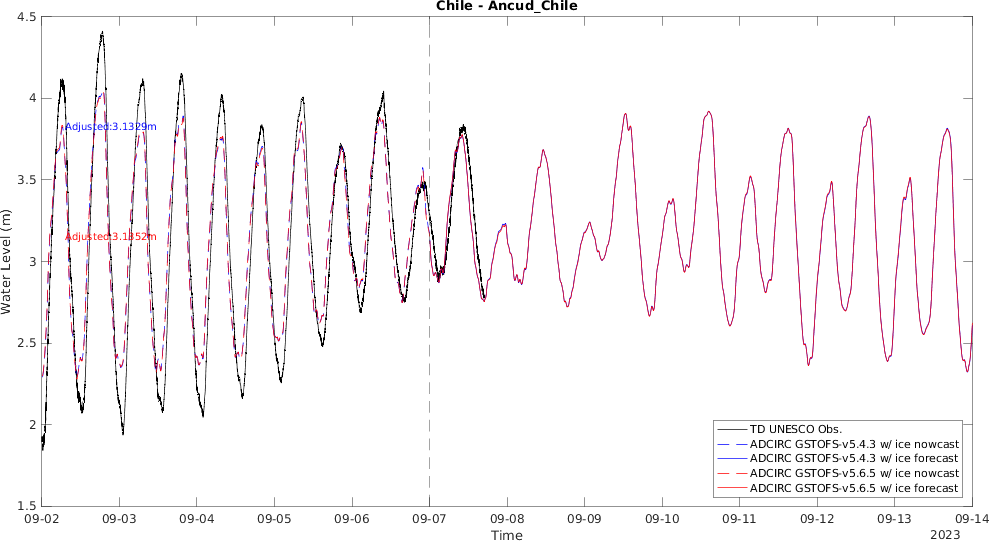 Chile - Ancud_Chile
4.5
4
3.5
3
2.5
2
1.5
Water Level (m)
Adjusted:3.1329m
Adjusted:3.1352m
TD UNESCO Obs.
ADCIRC GSTOFS-v5.4.3 w/ ice nowcast
ADCIRC GSTOFS-v5.4.3 w/ ice forecast
ADCIRC GSTOFS-v5.6.5 w/ ice nowcast
ADCIRC GSTOFS-v5.6.5 w/ ice forecast
09-02 09-03 09-04 09-05 09-06 09-07 09-08 09-09 09-10 09-11 09-12 09-13 09-14
Time
2023